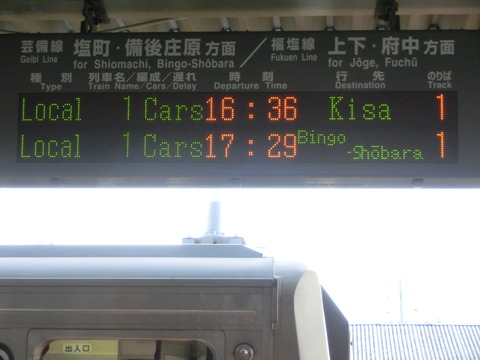 芸備線 塩町・備後庄原方面 ／ 福塩線 上下・府中方面
Geibi Line for Shiomachi, Bingo-Shōbara Fukuen Line for Jōge, Fuchū
種別 列車名／編成／遅れ 時刻 行先 のりば
Type Train Name/Cars/Delay Departure Time Destination Track
Local 1 Cars 16:36 Kisa 1
Local 1 Cars 17:29 Bingo-Shōbara 1
出入口